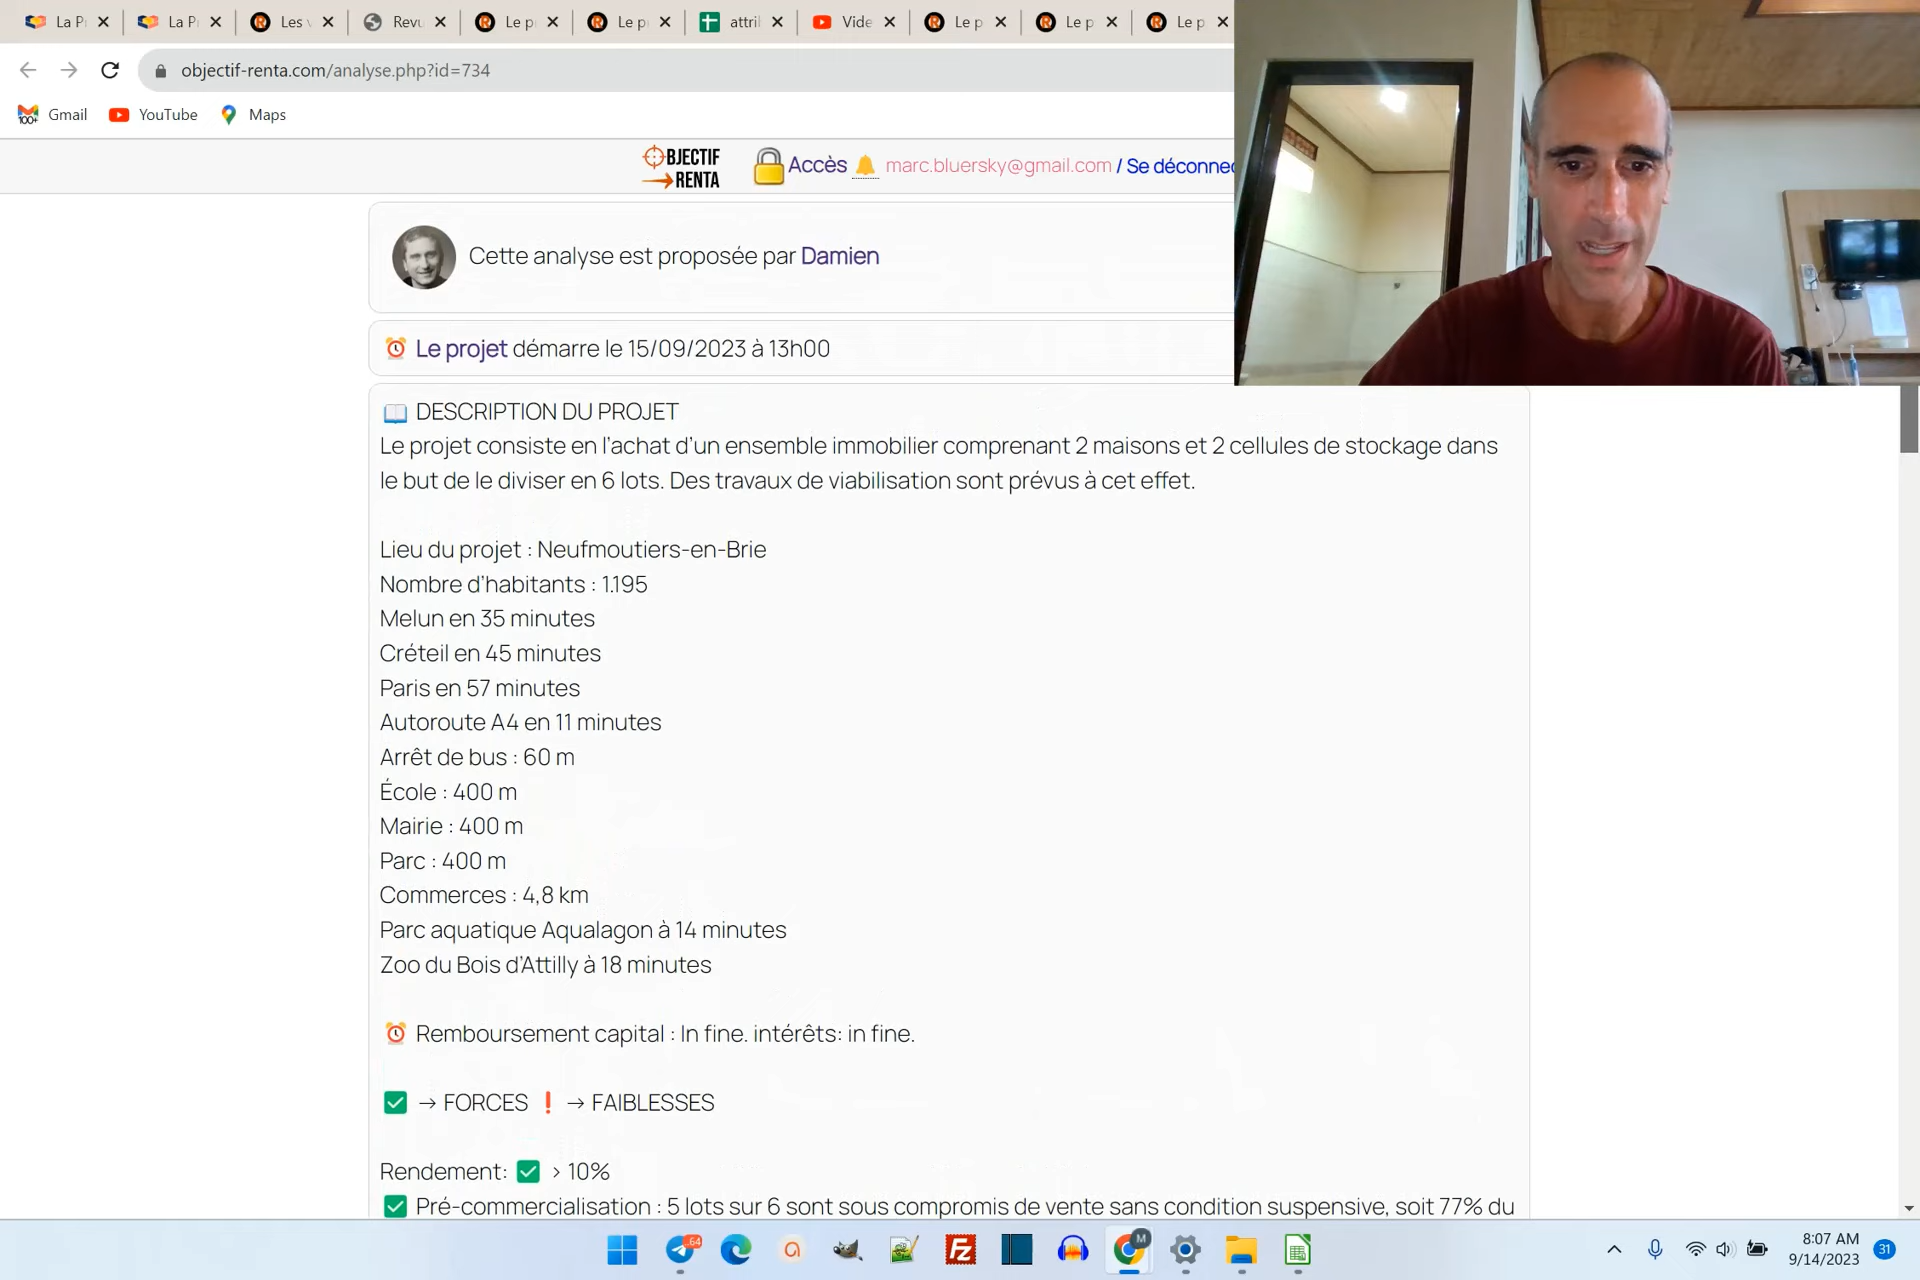 La P
La P
Les
Revu
Le p
Le p
attri
Vide
Le p
Le p
Le p
objectif-renta.com/analyse.php?id=734
Gmail
YouTube
Maps
BJECTIF
RENTA
Accès
marc.bluersky@gmail.com / Se déconne
Cette analyse est proposée par Damien
Le projet démarre le 15/09/2023 à 13h00
DESCRIPTION DU PROJET
Le projet consiste en l'achat d'un ensemble immobilier comprenant 2 maisons et 2 cellules de stockage dans
le but de le diviser en 6 lots. Des travaux de viabilisation sont prévus à cet effet.
Lieu du projet : Neufmoutiers-en-Brie
Nombre d'habitants : 1.195
Melun en 35 minutes
Créteil en 45 minutes
Paris en 57 minutes
Autoroute A4 en 11 minutes
Arrêt de bus : 60 m
École : 400 m
Mairie : 400 m
Parc : 400 m
Commerces : 4,8 km
Parc aquatique Aqualagon à 14 minutes
Zoo du Bois d'Attilly à 18 minutes
Remboursement capital : In fine. intérêts: in fine.
→ FORCES ❗ → FAIBLESSES
Rendement: ✅ > 10%
✅ Pré-commercialisation : 5 lots sur 6 sont sous compromis de vente sans condition suspensive, soit 77% du
64
M
8:07 AM
9/14/2023
31